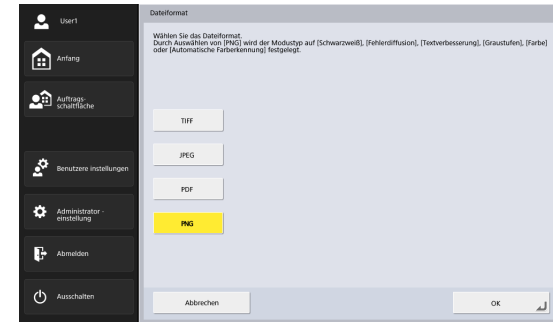 User1
Anfang
Auftrags-
schaltfläche
Benutzere instellungen
Administrator -
einstellung
Abmelden
Ausschalten
Dateiformat
Wählen Sie das Dateiformat.
Durch Auswählen von [PNG] wird der Modustyp auf [Schwarzweiß], [Fehlerdiffusion], [Textverbesserung], [Graustufen], [Farbe]
oder [Automatische Farberkennung] festgelegt.
TIFF
JPEG
PDF
PNG
Abbrechen
OK